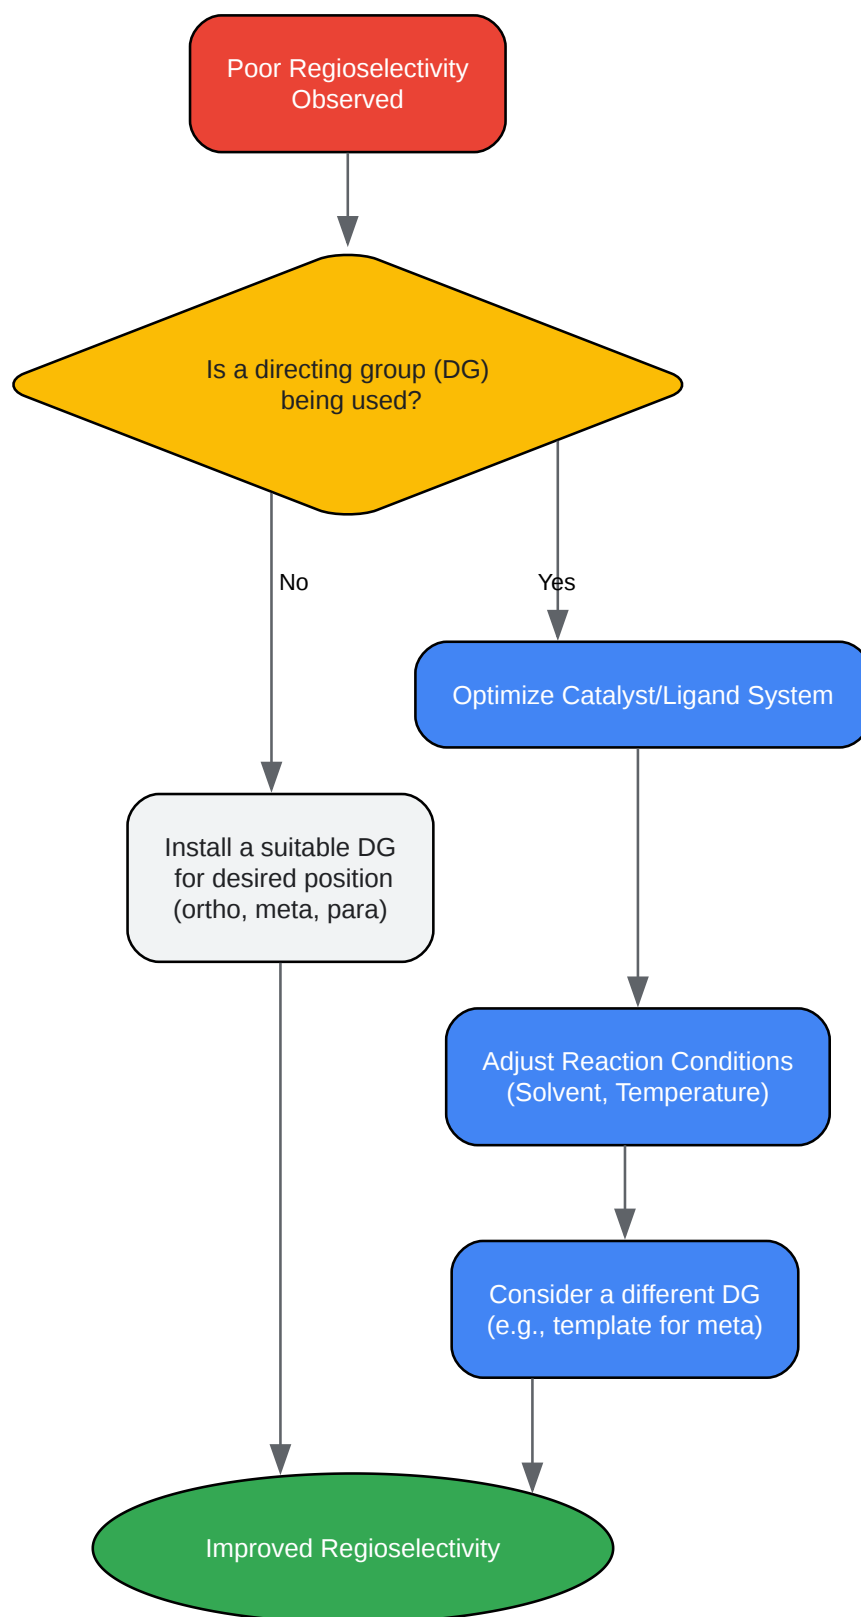 Poor Regioselectivity
Observed
Is a directing group (DG)
being used?
No
Yes
Optimize Catalyst/Ligand System
Install a suitable DG
for desired position
(ortho, meta, para)
Adjust Reaction Conditions
(Solvent, Temperature)
Consider a different DG
(e.g., template for meta)
Improved Regioselectivity